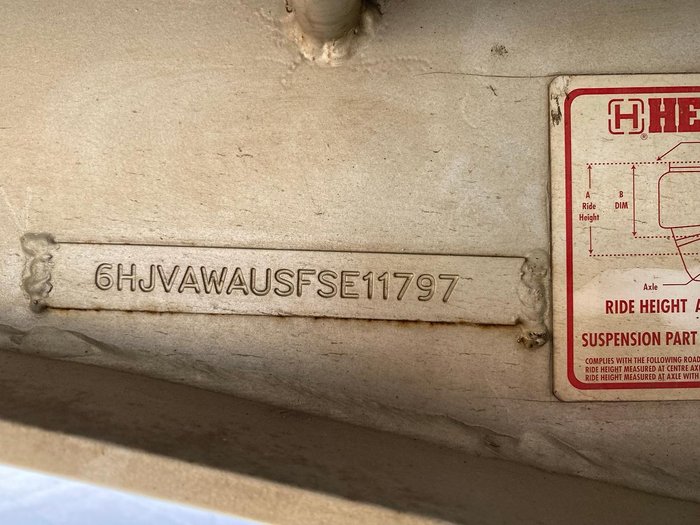 6HJVAWAUSFSE11797
H HE
®
A
Ride
Height
B
DIM
Axle
RIDE HEIGHT
SUSPENSION PART
COMPLIES WITH THE FOLLOWING ROAD
RIDE HEIGHT MEASURED AT CENTRE AX
RIDE HEIGHT MEASURED AT AXLE WITH